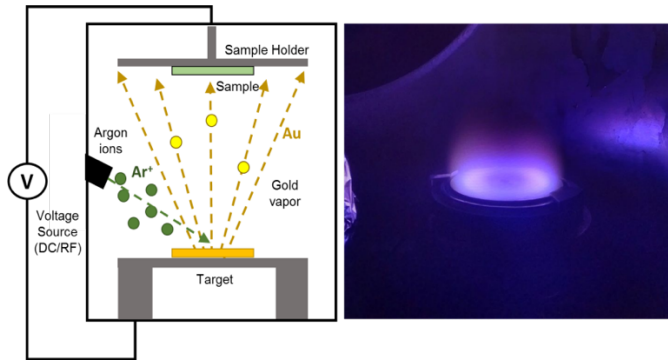 Sample Holder
Sample
Argon
ions
Ar⁺
Au
Gold
vapor
V
Voltage
Source
(DC/RF)
Target